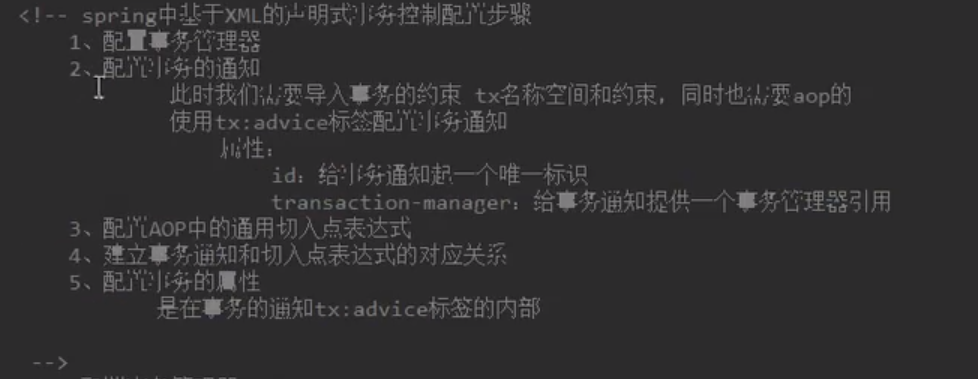 <!-- spring中基于XML的声明式事务控制配置步骤
1、配置事务管理器
2、配置事务的通知
此时我们需要导入事务的约束 tx名称空间和约束，同时也需要aop的
使用tx:advice标签配置事务通知
属性：
id：给事务通知起一个唯一标识
transaction-manager：给事务通知提供一个事务管理器引用
3、配置AOP中的通用切入点表达式
4、建立事务通知和切入点表达式的对应关系
5、配置事务的属性
是在事务的通知tx:advice标签的内部
-->